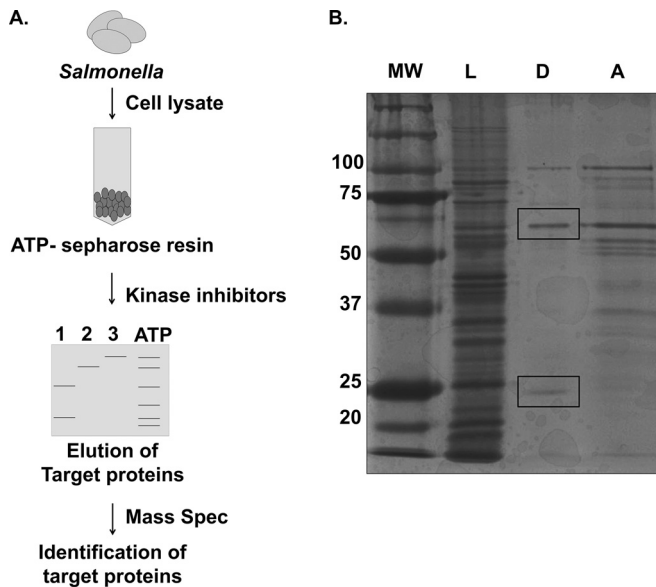 A.
Salmonella
Cell lysate
ATP- sepharose resin
Kinase inhibitors
1 2 3 ATP
Elution of
Target proteins
Mass Spec
Identification of
target proteins
B.
MW L D A
100
75
50
37
25
20